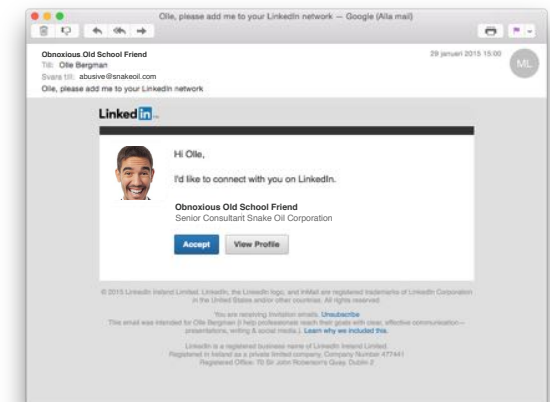 Olle, please add me to your LinkedIn network — Google (Alla mail)
Obnoxious Old School Friend
29 januari 2015 15:00
Till: Olle Bergman
Svara till: abusive@snakeoil.com
ML
Olle, please add me to your LinkedIn network
Linked in
Hi Olle,
I'd like to connect with you on LinkedIn.
Obnoxious Old School Friend
Senior Consultant Snake Oil Corporation
Accept View Profile
© 2015 LinkedIn Ireland Limited. LinkedIn, the LinkedIn logo, and InMail are registered trademarks of LinkedIn Corporation
in the United States and/or other countries. All rights reserved.
You are receiving Invitation emails. Unsubscribe
This email was intended for Olle Bergman (I help professionals reach their goals with clear, effective communication—
presentations, writing & social media.). Learn why we included this.
LinkedIn is a registered business name of LinkedIn Ireland Limited.
Registered in Ireland as a private limited company, Company Number 477441
Registered Office: 70 Sir John Rogerson's Quay, Dublin 2